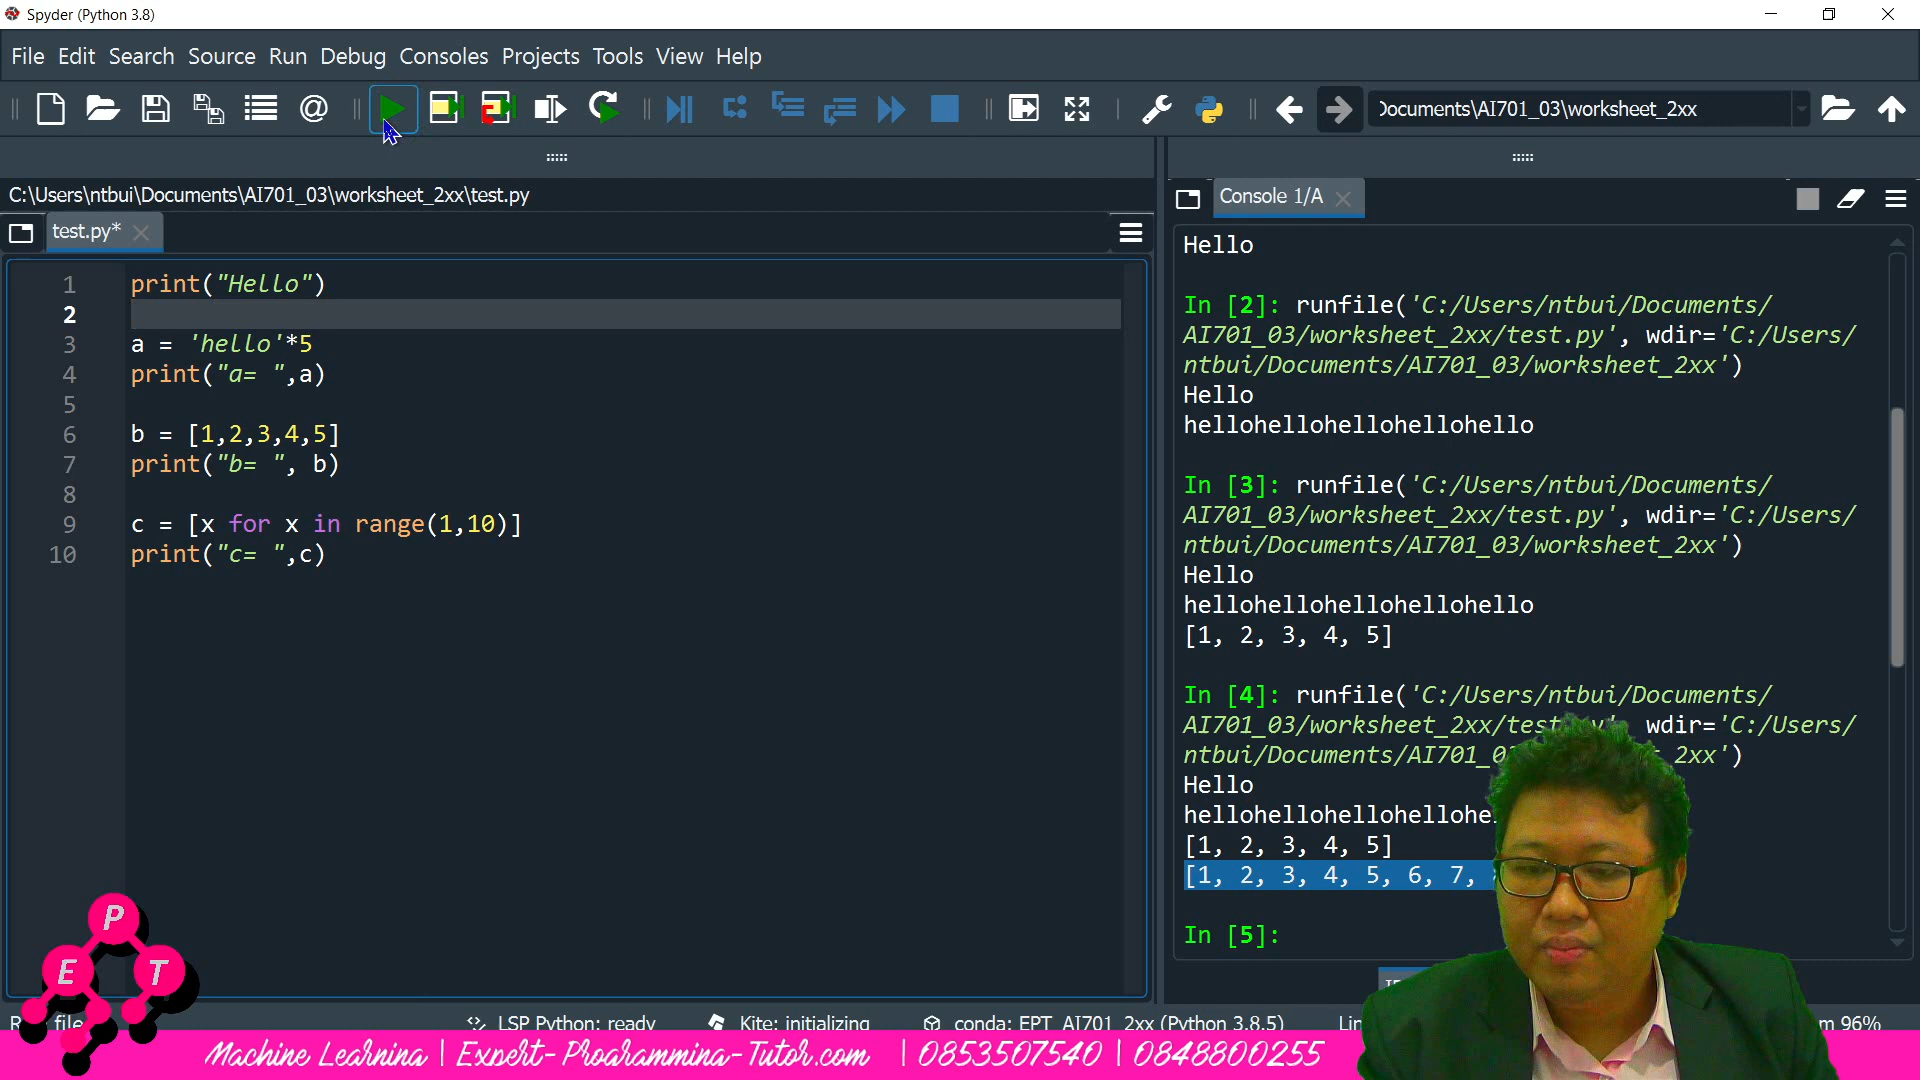 Spyder (Python 3.8)
File Edit Search Source Run Debug Consoles Projects Tools View Help
Documents\AI701_03\worksheet_2xx
C:\Users\ntbui\Documents\AI701_03\worksheet_2xx\test.py
test.py*
1 print("Hello")
2
3 a = 'hello'*5
4 print("a= ",a)
5
6 b = [1,2,3,4,5]
7 print("b= ", b)
8
9 c = [x for x in range(1,10)]
10 print("c= ",c)
Console 1/A
Hello
In [2]: runfile('C:/Users/ntbui/Documents/
AI701_03/worksheet_2xx/test.py', wdir='C:/Users/
ntbui/Documents/AI701_03/worksheet_2xx')
Hello
hellohellohellohellohello
In [3]: runfile('C:/Users/ntbui/Documents/
AI701_03/worksheet_2xx/test.py', wdir='C:/Users/
ntbui/Documents/AI701_03/worksheet_2xx')
Hello
hellohellohellohellohello
[1, 2, 3, 4, 5]
In [4]: runfile('C:/Users/ntbui/Documents/
AI701_03/worksheet_2xx/test.py', wdir='C:/Users/
ntbui/Documents/AI701_0 2xx')
Hello
hellohellohellohellohe
[1, 2, 3, 4, 5]
[1, 2, 3, 4, 5, 6, 7,
In [5]:
P
E T
file LSP Python: ready Kite: initializing conda: EPT_AI701_2xx (Python 3.8.5) 96%
Machine Learning | Expert-Programming-Tutor.com | 0853507540 | 0848800255